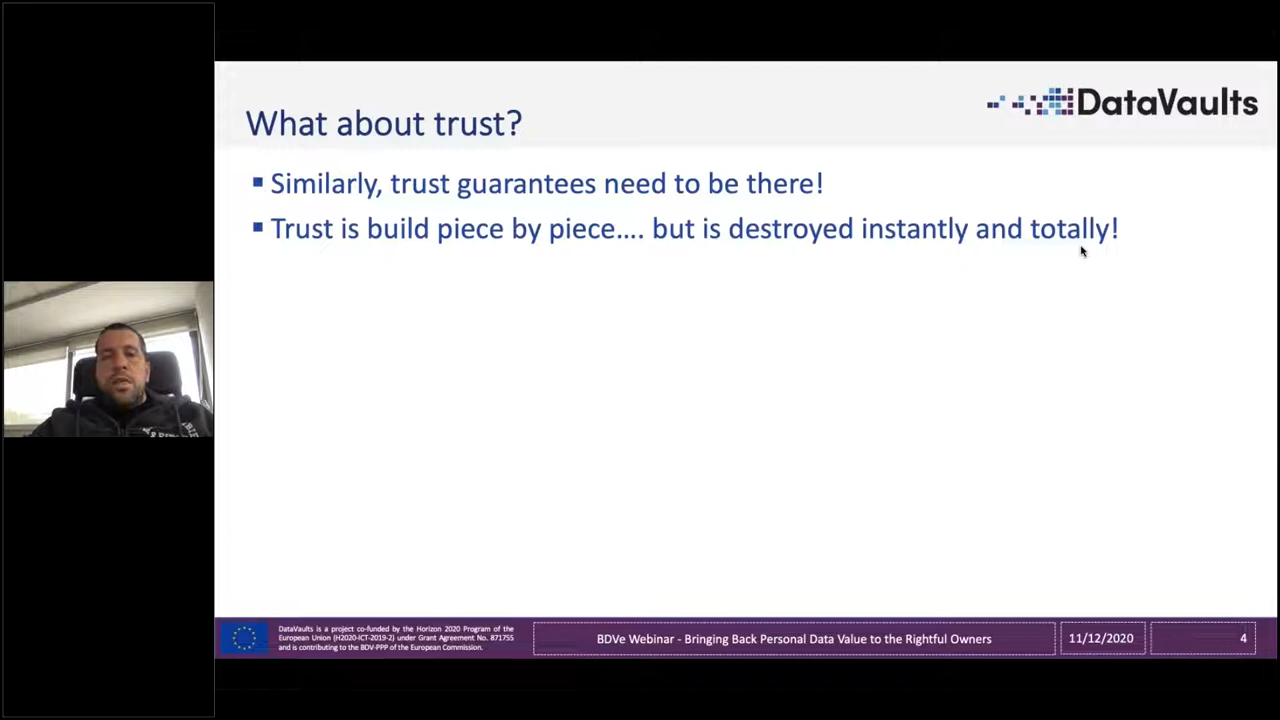 DataVaults
What about trust?
▪ Similarly, trust guarantees need to be there!
▪ Trust is build piece by piece…. but is destroyed instantly and totally!
DataVaults is a project co-funded by the Horizon 2020 Program of the
European Union (H2020-ICT-2019-2) under Grant Agreement No. 871755
and is contributing to the BDV-PPP of the European Commission.
BDVe Webinar - Bringing Back Personal Data Value to the Rightful Owners
11/12/2020
4